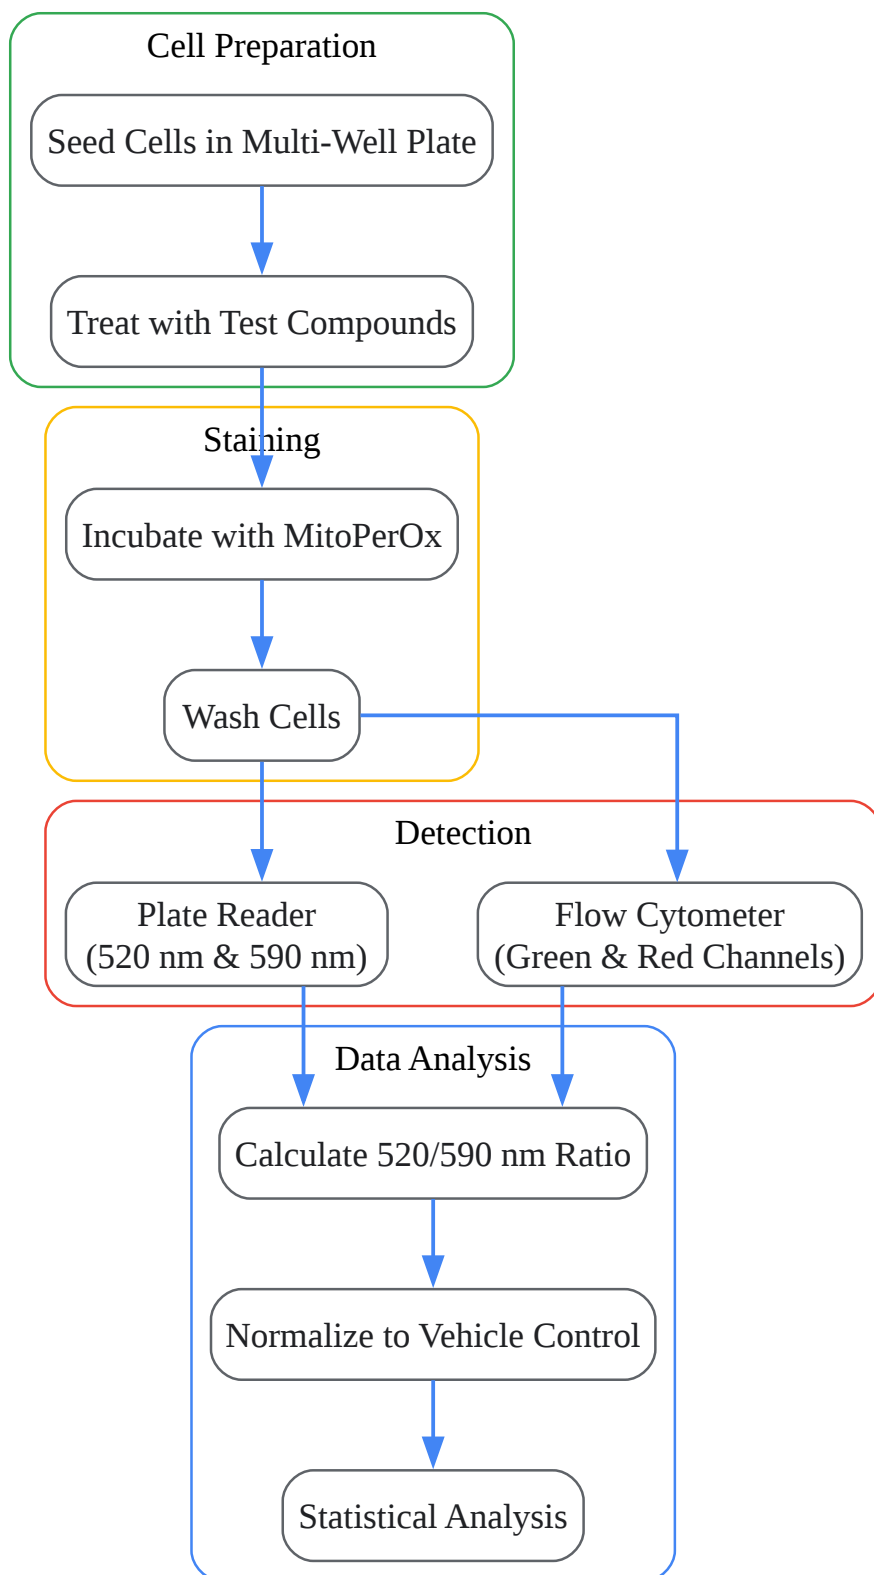 Cell Preparation
Seed Cells in Multi-Well Plate
Treat with Test Compounds
Staining
Incubate with MitoPerOx
Wash Cells
Detection
Plate Reader
(520 nm & 590 nm)
Flow Cytometer
(Green & Red Channels)
Data Analysis
Calculate 520/590 nm Ratio
Normalize to Vehicle Control
Statistical Analysis